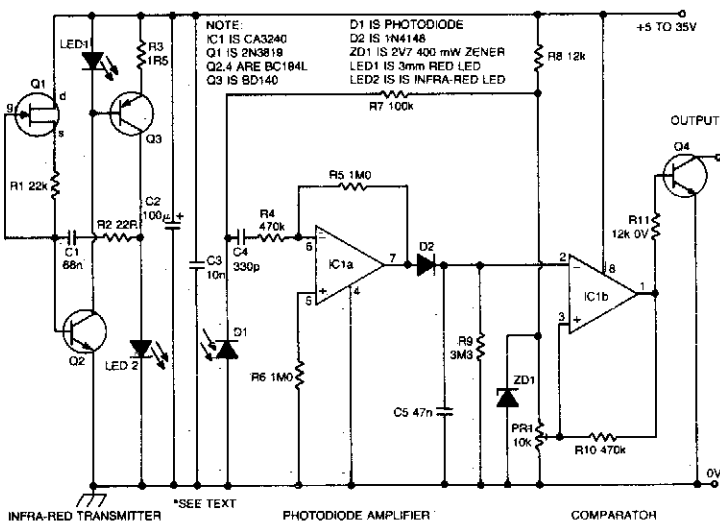 NOTE:
IC1 IS CA3240
Q1 IS 2N3819
Q2,4 ARE BC184L
Q3 IS BD140
D1 IS PHOTODIODE
D2 IS 1N4148
ZD1 IS 2V7 400 mW ZENER
LED1 IS 3mm RED LED
LED2 IS IS INFRA-RED LED
+5 TO 35V
LED1
R3
1R5
R8 12k
Q1
g
d
s
Q3
R7 100k
OUTPUT
Q4
R1 22k
C2
100μ
+
R5 1M0
R4
470k
R11
12k 0V
C1
68n
R2 22R
C3
10n
C4
330p
6
−
IC1a
7
D2
2
−
8
IC1b
1
5
+
4
3
+
Q2
LED 2
D1
R6 1M0
R9
3M3
ZD1
C5 47n
PR1
10k
R10 470k
0V
*SEE TEXT
INFRA-RED TRANSMITTER
PHOTODIODE AMPLIFIER
COMPARATOR